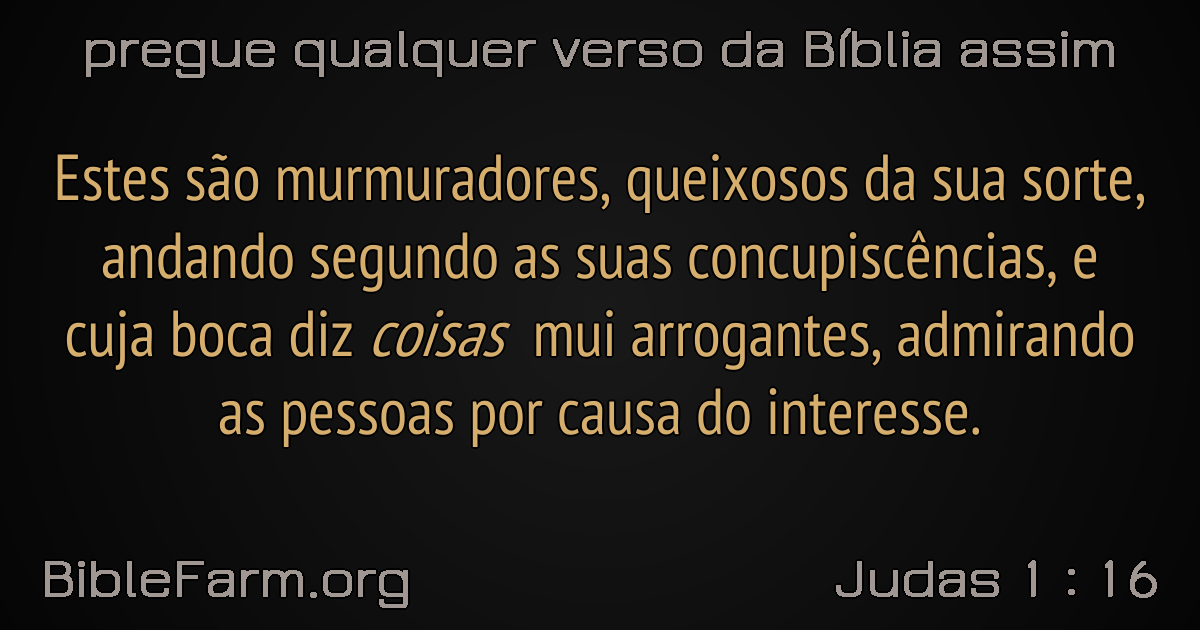 pregue qualquer verso da Bíblia assim
Estes são murmuradores, queixosos da sua sorte,
andando segundo as suas concupiscências, e
cuja boca diz coisas mui arrogantes, admirando
as pessoas por causa do interesse.
BibleFarm.org
Judas 1 : 16